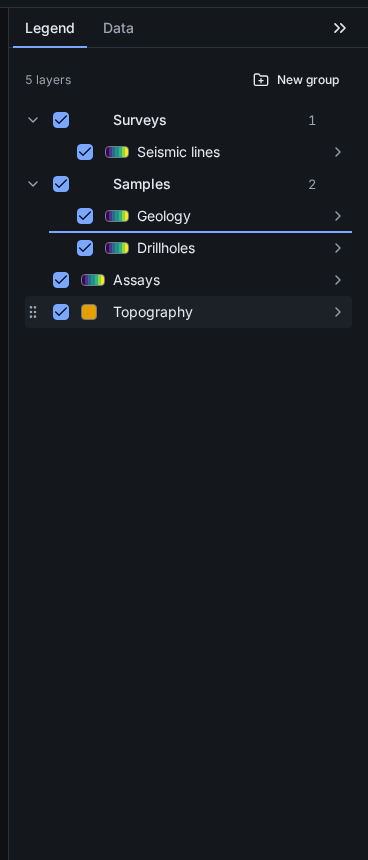 Legend Data
5 layers New group
Surveys 1
Seismic lines
Samples 2
Geology
Drillholes
Assays
Topography